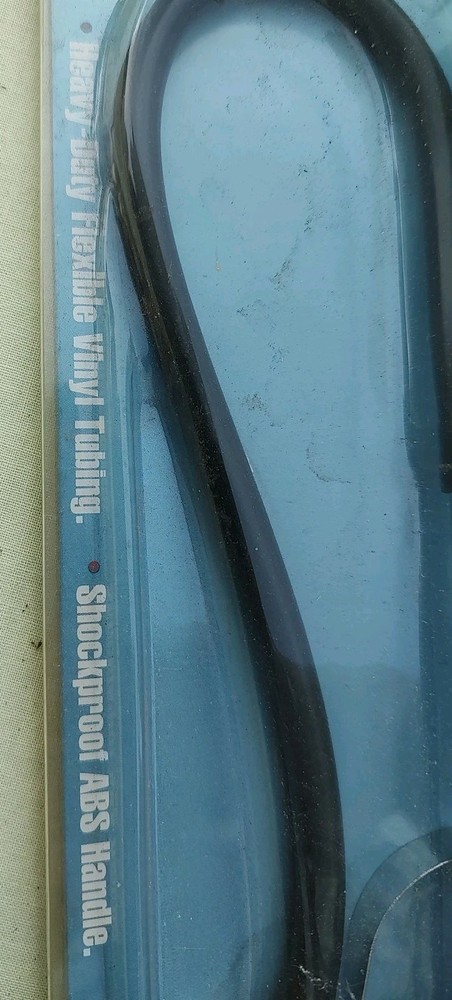 • Heavy-Duty Flexible Vinyl Tubing.
• Shockproof ABS Handle.